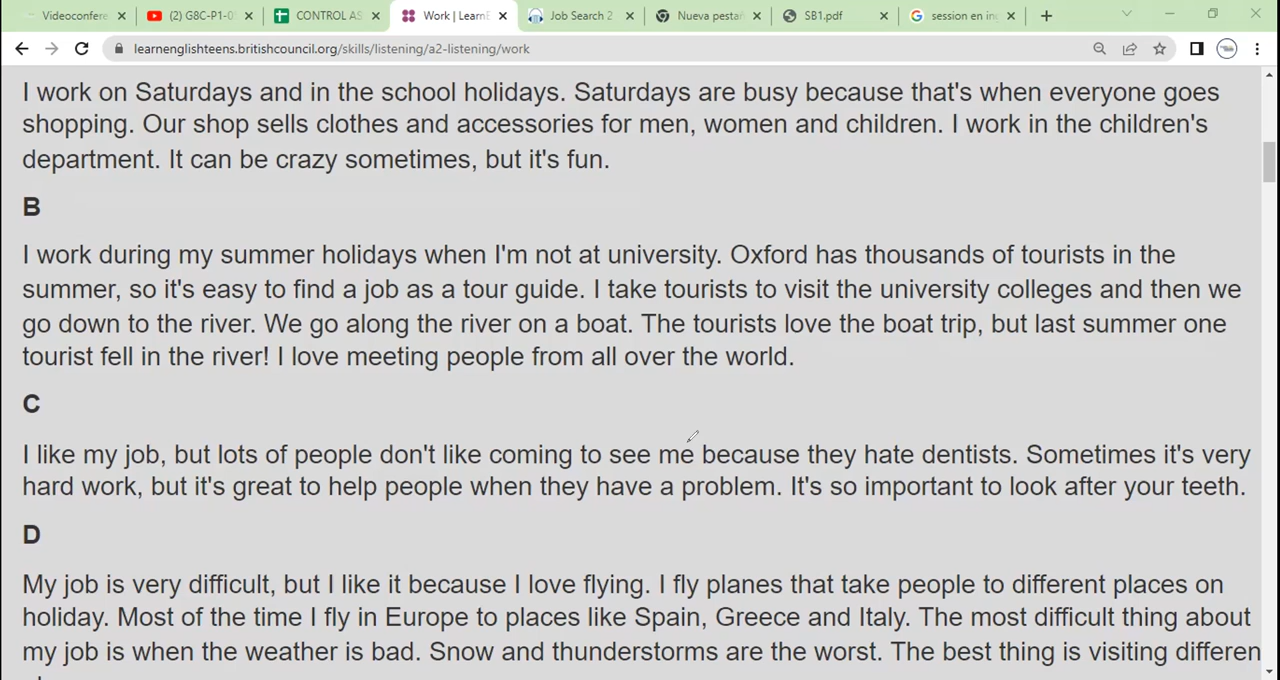 Videoconfere
(2) G8C-P1-0
CONTROL AS
Work | LearnE
Job Search 2
Nueva pestañ
SB1.pdf
session en in
learnenglishteens.britishcouncil.org/skills/listening/a2-listening/work
I work on Saturdays and in the school holidays. Saturdays are busy because that's when everyone goes
shopping. Our shop sells clothes and accessories for men, women and children. I work in the children's
department. It can be crazy sometimes, but it's fun.
B
I work during my summer holidays when I'm not at university. Oxford has thousands of tourists in the
summer, so it's easy to find a job as a tour guide. I take tourists to visit the university colleges and then we
go down to the river. We go along the river on a boat. The tourists love the boat trip, but last summer one
tourist fell in the river! I love meeting people from all over the world.
C
I like my job, but lots of people don't like coming to see me because they hate dentists. Sometimes it's very
hard work, but it's great to help people when they have a problem. It's so important to look after your teeth.
D
My job is very difficult, but I like it because I love flying. I fly planes that take people to different places on
holiday. Most of the time I fly in Europe to places like Spain, Greece and Italy. The most difficult thing about
my job is when the weather is bad. Snow and thunderstorms are the worst. The best thing is visiting differen